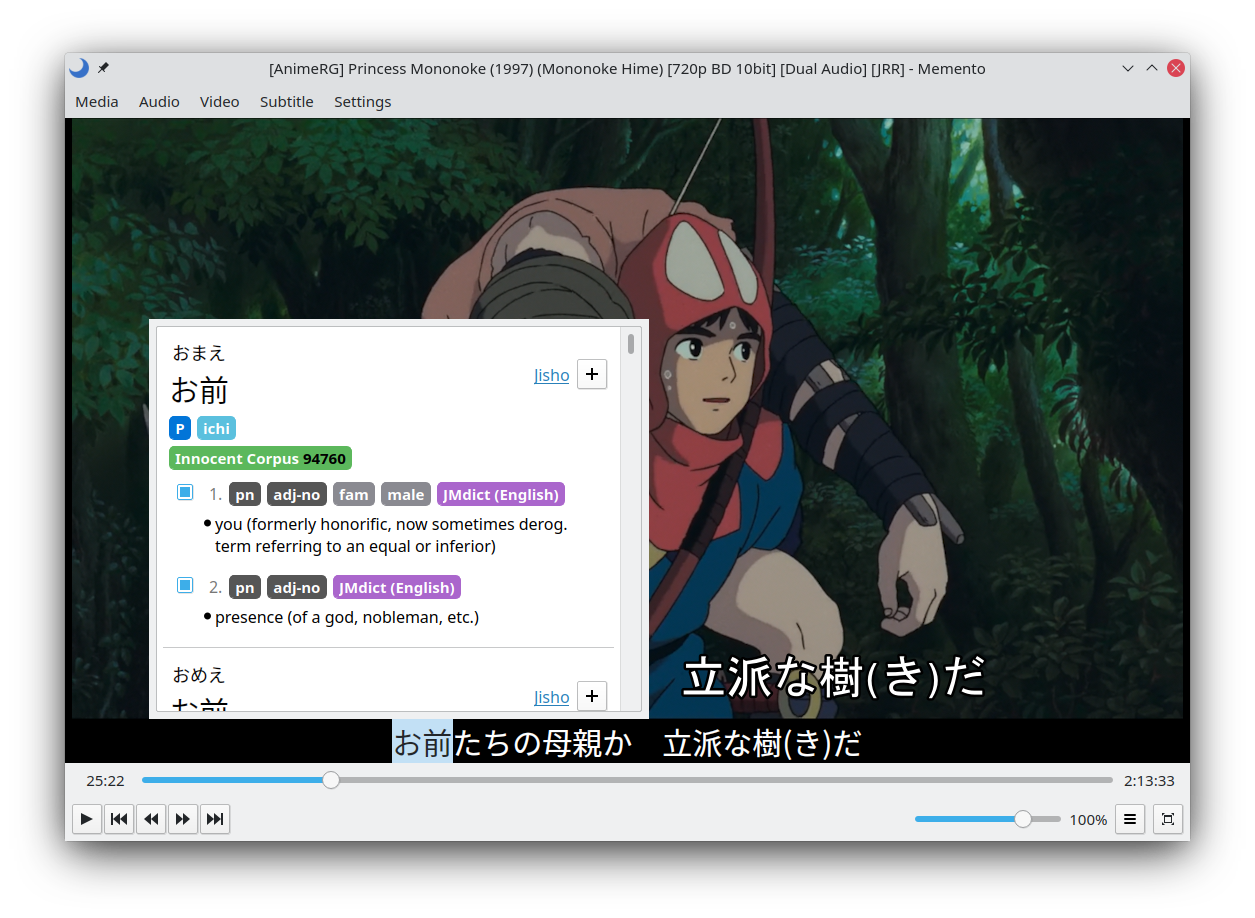 [AnimeRG] Princess Mononoke (1997) (Mononoke Hime) [720p BD 10bit] [Dual Audio] [JRR] - Memento
Media Audio Video Subtitle Settings
おまえ
お前
Jisho +
P ichi
Innocent Corpus 94760
1. pn adj-no fam male JMdict (English)
• you (formerly honorific, now sometimes derog.
term referring to an equal or inferior)
2. pn adj-no JMdict (English)
• presence (of a god, nobleman, etc.)
おめえ
お前
Jisho +
立派な樹(き)だ
お前たちの母親か　立派な樹(き)だ
25:22 2:13:33
100%